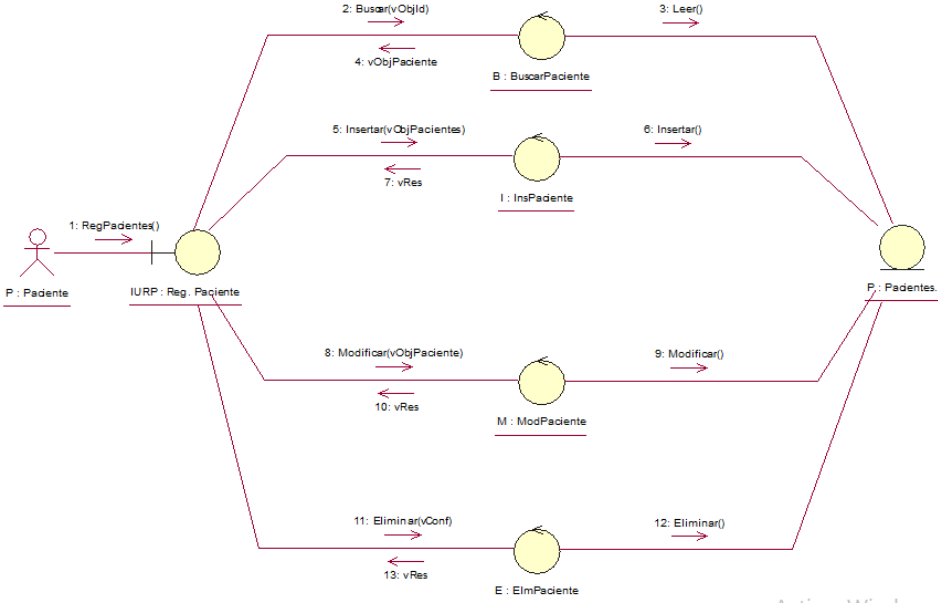 2: Buscar(vObjId)
3: Leer()
4: vObjPaciente
B : BuscarPaciente
5: Insertar(vObjPacientes)
6: Insertar()
7: vRes
I : InsPaciente
1: RegPacientes()
P : Paciente
IURP : Reg. Paciente
P : Pacientes.
8: Modificar(vObjPaciente)
9: Modificar()
10: vRes
M : ModPaciente
11: Eliminar(vConf)
12: Eliminar()
13: vRes
E : ElmPaciente